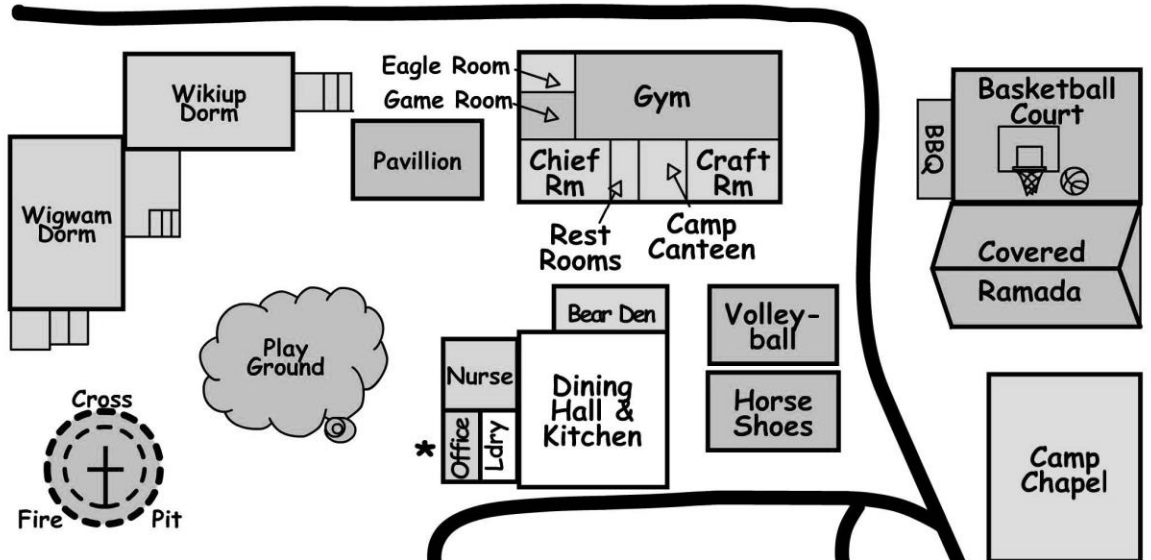 Wikiup
Dorm
Wigwam
Dorm
Eagle Room
Game Room
Gym
Pavillion
Chief
Rm
Craft
Rm
Rest
Rooms
Camp
Canteen
Basketball
Court
BBQ
Covered
Ramada
Bear Den
Volley-
ball
Play
Ground
Nurse
Dining
Hall &
Kitchen
Horse
Shoes
*
Office
Ldry
Cross
Fire Pit
Camp
Chapel